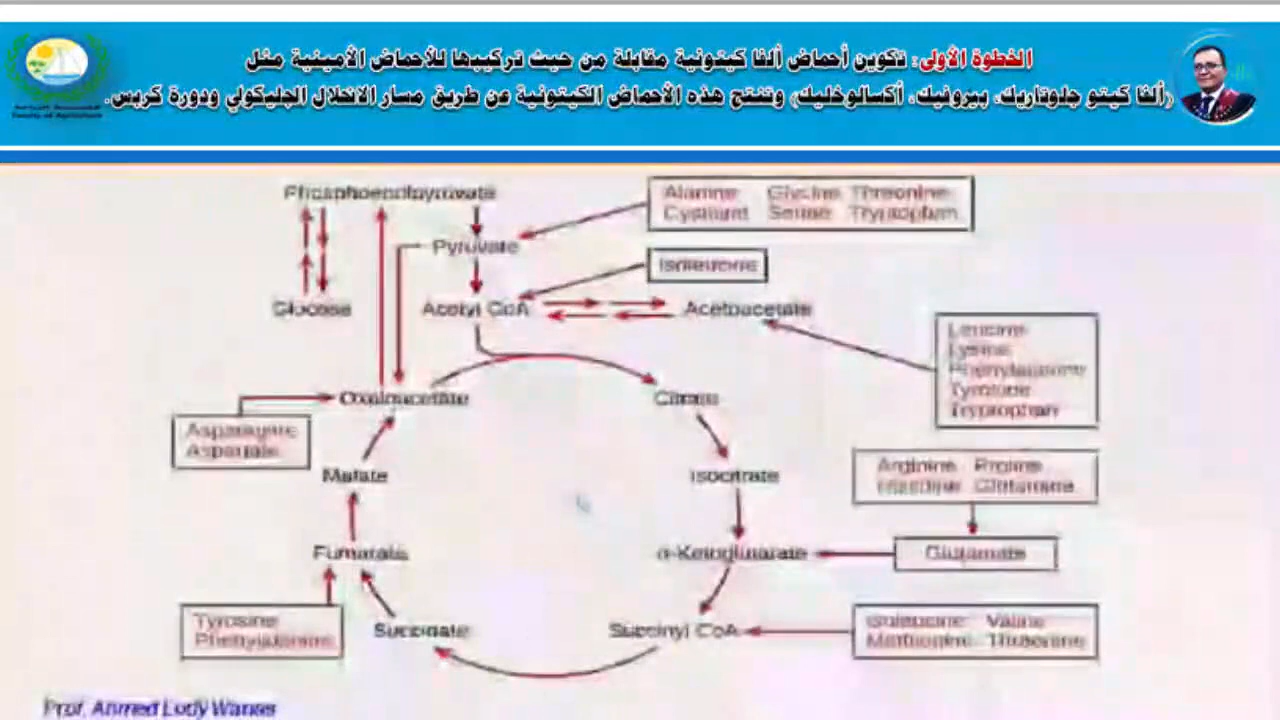 الخطوة الأولى: تكوين أحماض ألفا كيتونية مقابلة من حيث تركيبها للأحماض الأمينية مثل
(ألفا كيتو جلوتاريك، بيروفيك، أكسالوخليك) وتنتج هذه الأحماض الكيتونية عن طريق مسار الانحلال الجليكولي ودورة كربس.
Faculty of Agriculture
Phosphoenolpyruvate
Alanine Glycine Threonine
Cysteine Serine Tryptophan
Pyruvate
Isoleucine
Glucose
Acetyl CoA
Acetoacetate
Leucine
Lysine
Phenylalanine
Tyrosine
Tryptophan
Oxaloacetate
Citrate
Asparagine
Aspartate
Malate
Isocitrate
Arginine Proline
Histidine Glutamine
Fumarate
α-Ketoglutarate
Glutamate
Tyrosine
Phenylalanine
Succinate
Succinyl CoA
Isoleucine Valine
Methionine Threonine
Prof. Ahmed Lotfy Wanas